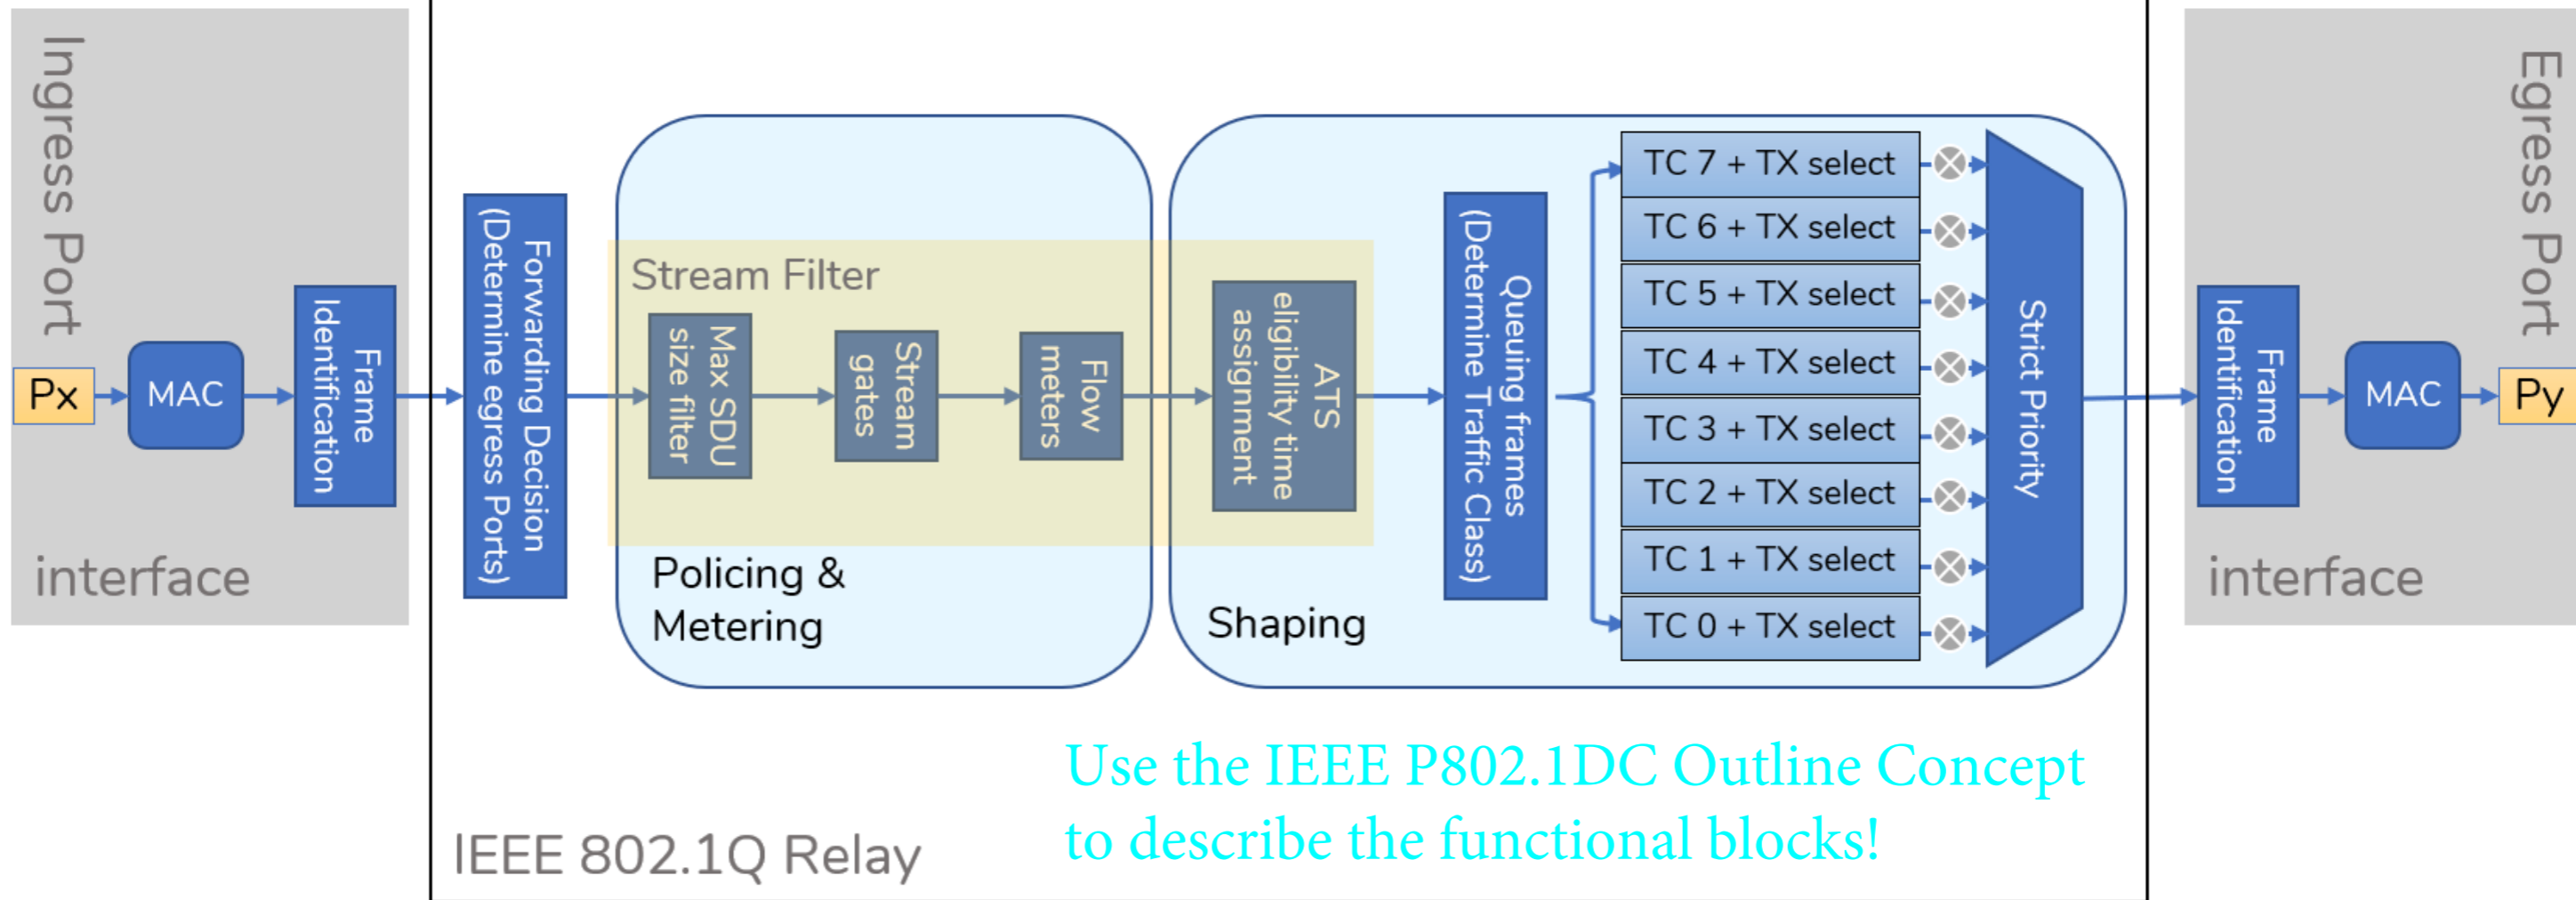 Ingress Port
Px
MAC
Frame
Identification
interface
Forwarding Decision
(Determine egress Ports)
Stream Filter
Max SDU
size filter
Stream
gates
Flow
meters
Policing &
Metering
ATS
eligibility time
assignment
Shaping
Queuing frames
(Determine Traffic Class)
TC 7 + TX select
TC 6 + TX select
TC 5 + TX select
TC 4 + TX select
TC 3 + TX select
TC 2 + TX select
TC 1 + TX select
TC 0 + TX select
Strict Priority
Egress Port
Frame
Identification
MAC
Py
interface
Use the IEEE P802.1DC Outline Concept
to describe the functional blocks!
IEEE 802.1Q Relay